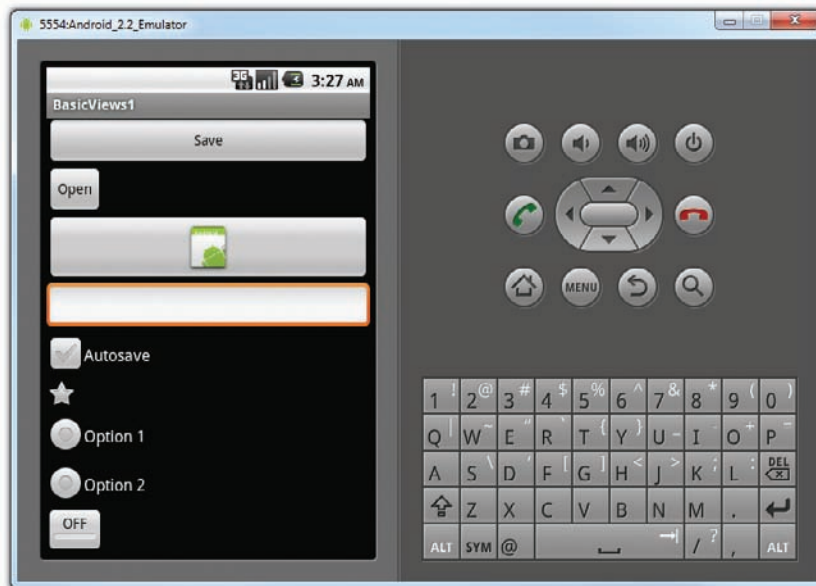 5554:Android_2.2_Emulator
3G
3:27 AM
BasicViews1
Save
Open
Autosave
Option 1
Option 2
OFF
MENU
1 ! 2 @ 3 # 4 $ 5 % 6 ^ 7 & 8 * 9 ( 0 )
Q | W ~ E " R ` T { Y } U _ I - O + P =
A S \ D ' F [ G ] H < J > K ; L : DEL
Z X C V B N M .
ALT SYM @ / ? , ALT